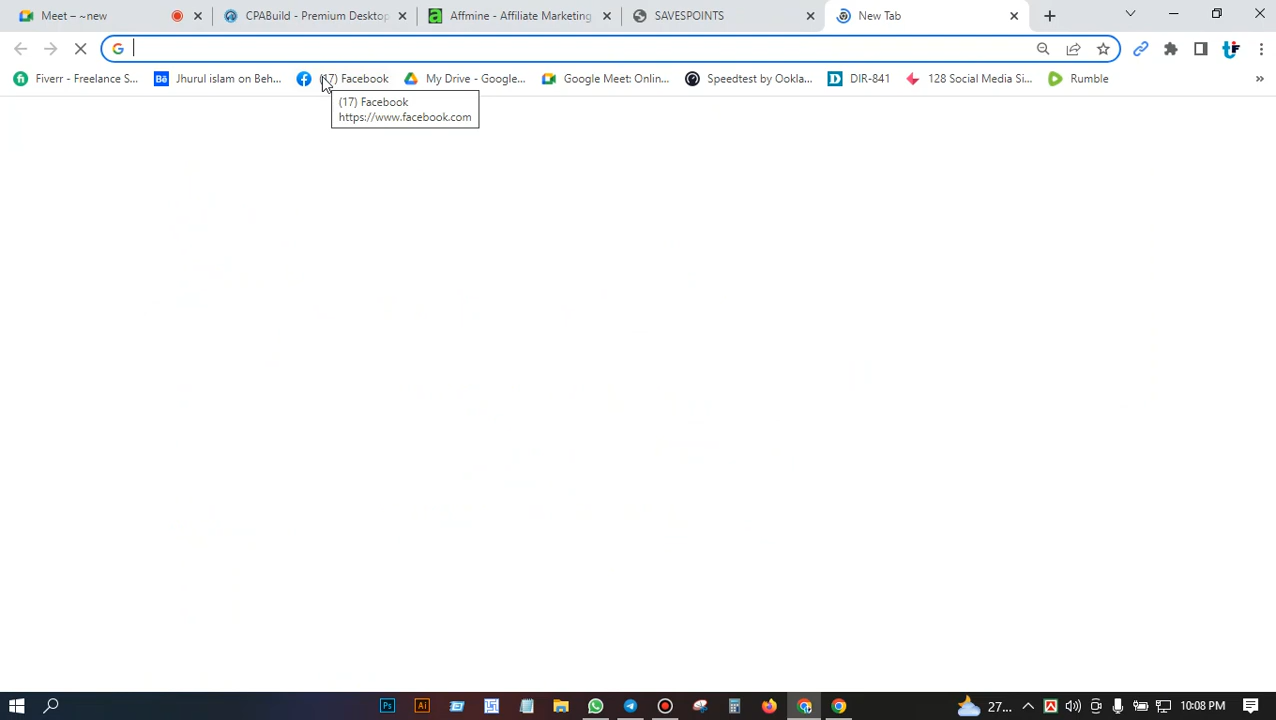 Meet – ~new
CPABuild - Premium Desktop
Affmine - Affiliate Marketing
SAVESPOINTS
New Tab
Fiverr - Freelance S...
Jhurul islam on Beh...
(17) Facebook
My Drive - Google...
Google Meet: Onlin...
Speedtest by Ookla...
DIR-841
128 Social Media Si...
Rumble
»
(17) Facebook
https://www.facebook.com
27...
10:08 PM